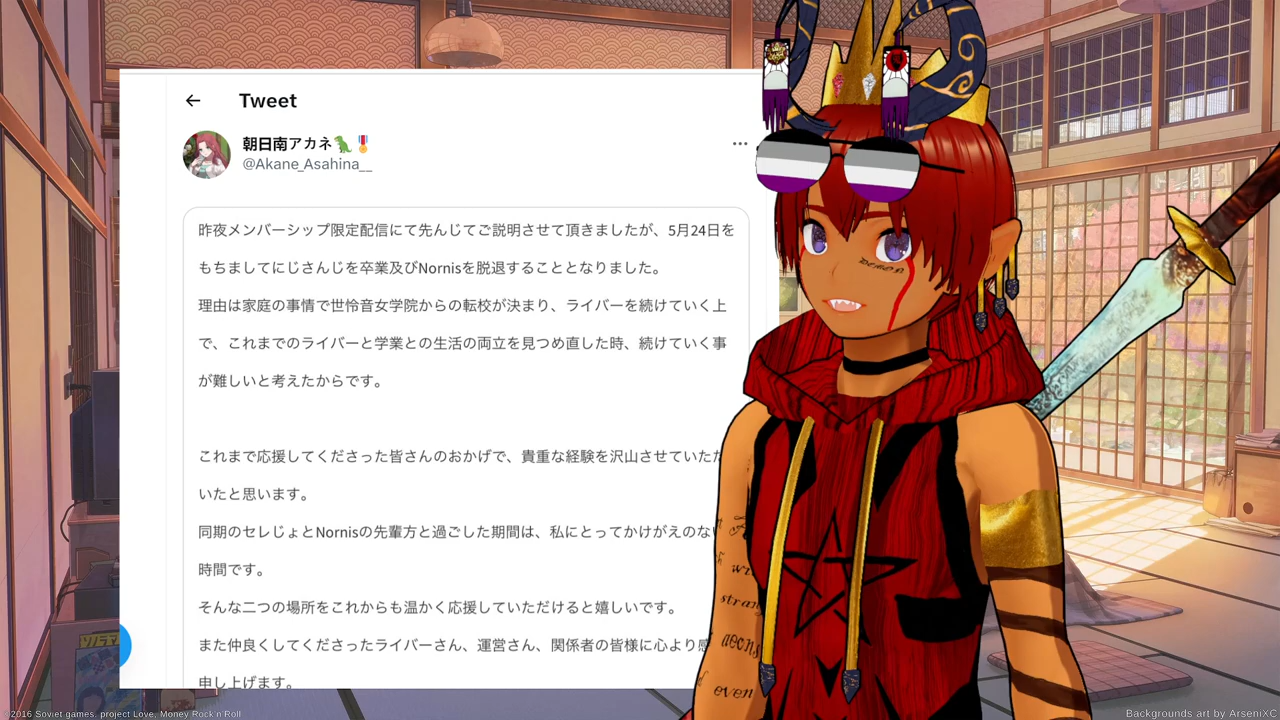 Tweet
朝日南アカネ🦖🎖️
@Akane_Asahina__
昨夜メンバーシップ限定配信にて先んじてご説明させて頂きましたが、5月24日を
もちましてにじさんじを卒業及びNornisを脱退することとなりました。
理由は家庭の事情で世怜音女学院からの転校が決まり、ライバーを続けていく上
で、これまでのライバーと学業との生活の両立を見つめ直した時、続けていく事
が難しいと考えたからです。
これまで応援してくださった皆さんのおかげで、貴重な経験を沢山させていただ
いたと思います。
同期のセレじょとNornisの先輩方と過ごした期間は、私にとってかけがえのない
時間です。
そんな二つの場所をこれからも温かく応援していただけると嬉しいです。
また仲良くしてくださったライバーさん、運営さん、関係者の皆様に心より感
申し上げます。
DEMON
stran
aeons
even
©2016 Soviet games. project Love, Money Rock'n'Roll
Backgrounds art by ArseniXC